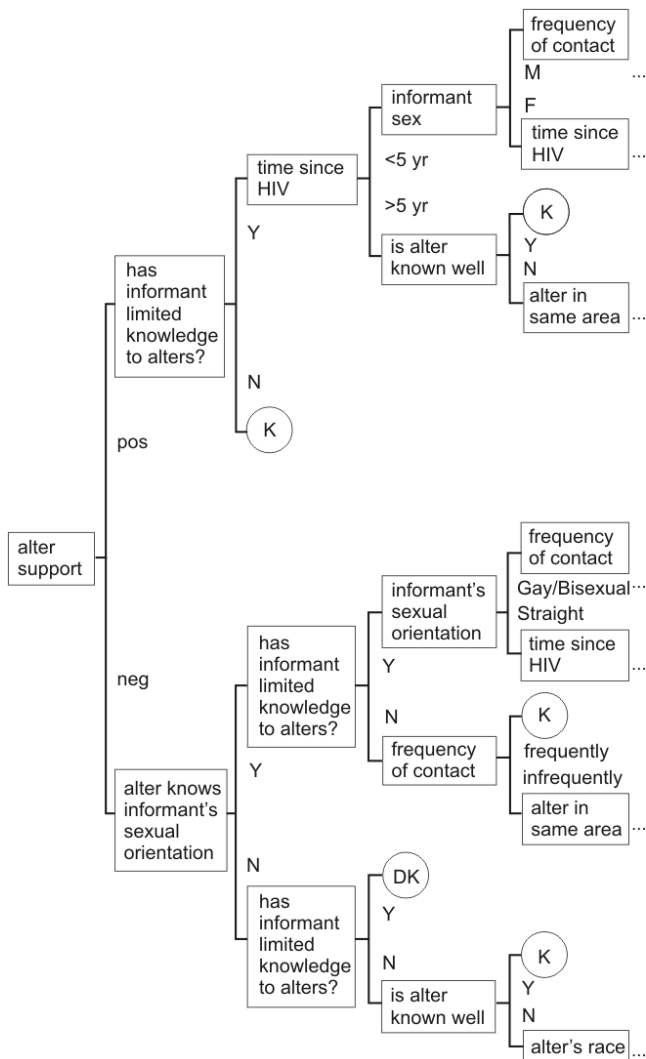 frequency
of contact
M
...
informant
sex
F
time since
HIV
...
<5 yr
time since
HIV
>5 yr
K
Y
Y
is alter
known well
N
has
informant
limited
knowledge
to alters?
alter in
same area
...
N
K
pos
alter
support
frequency
of contact
...
informant's
sexual
orientation
Gay/Bisexual
Straight
has
informant
limited
knowledge
to alters?
Y
time since
HIV
...
neg
N
K
frequency
of contact
frequently
infrequently
Y
alter knows
informant's
sexual
orientation
alter in
same area
...
N
DK
has
informant
limited
knowledge
to alters?
Y
N
K
is alter
known well
Y
N
alter's race
...